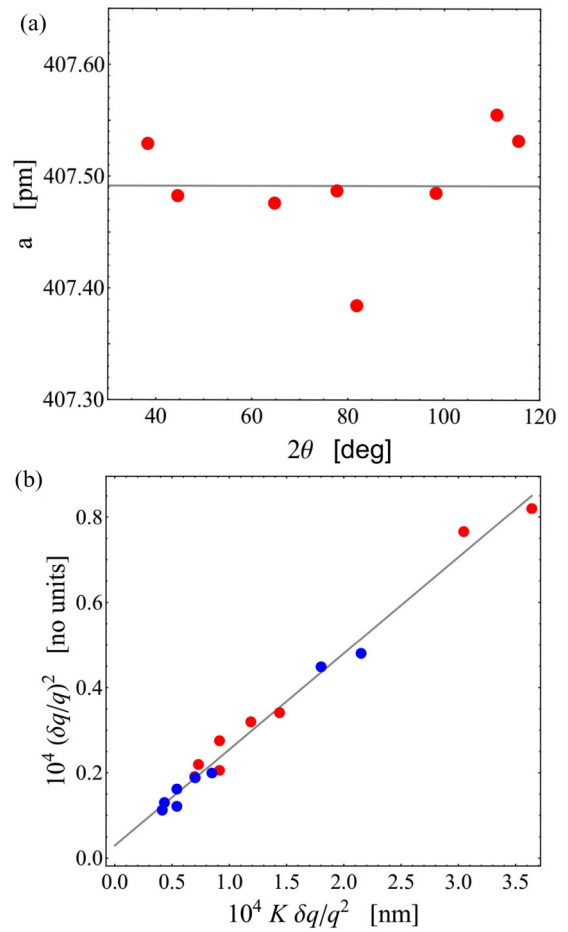 (a)
407.60
407.50
407.40
407.30
a [pm]
40 60 80 100 120
2θ [deg]
(b)
0.8
0.6
0.4
0.2
0.0
10⁴ (δq/q)² [no units]
0.0 0.5 1.0 1.5 2.0 2.5 3.0 3.5
10⁴ K δq/q² [nm]